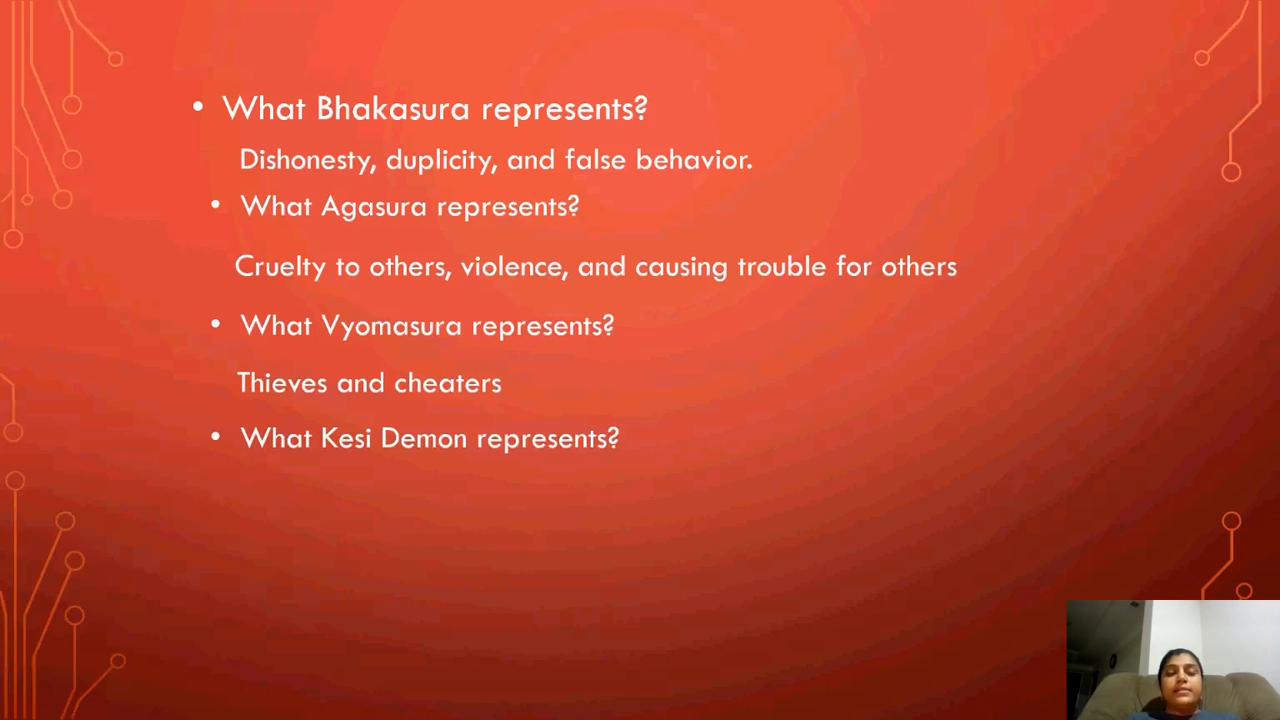 • What Bhakasura represents?
Dishonesty, duplicity, and false behavior.
• What Agasura represents?
Cruelty to others, violence, and causing trouble for others
• What Vyomasura represents?
Thieves and cheaters
• What Kesi Demon represents?